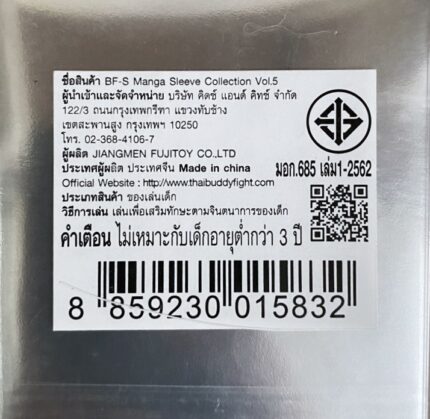 ชื่อสินค้า BF-S Manga Sleeve Collection Vol.5
ผู้นำเข้าและจัดจำหน่าย บริษัท คิดซ์ แอนด์ คิทซ์ จำกัด
122/3 ถนนกรุงเทพกรีฑา แขวงทับช้าง
เขตสะพานสูง กรุงเทพฯ 10250
โทร. 02-368-4106-7
ผู้ผลิต JIANGMEN FUJITOY CO.,LTD
ประเทศผู้ผลิต ประเทศจีน Made in china
Official Website : http://www.thaibuddyfight.com
ประเภทสินค้า ของเล่นเด็ก
วิธีการเล่น เล่นเพื่อเสริมทักษะตามจินตนาการของเด็ก
มอก.685 เล่ม1-2562
คำเตือน ไม่เหมาะกับเด็กอายุต่ำกว่า 3 ปี
8 859230 015832